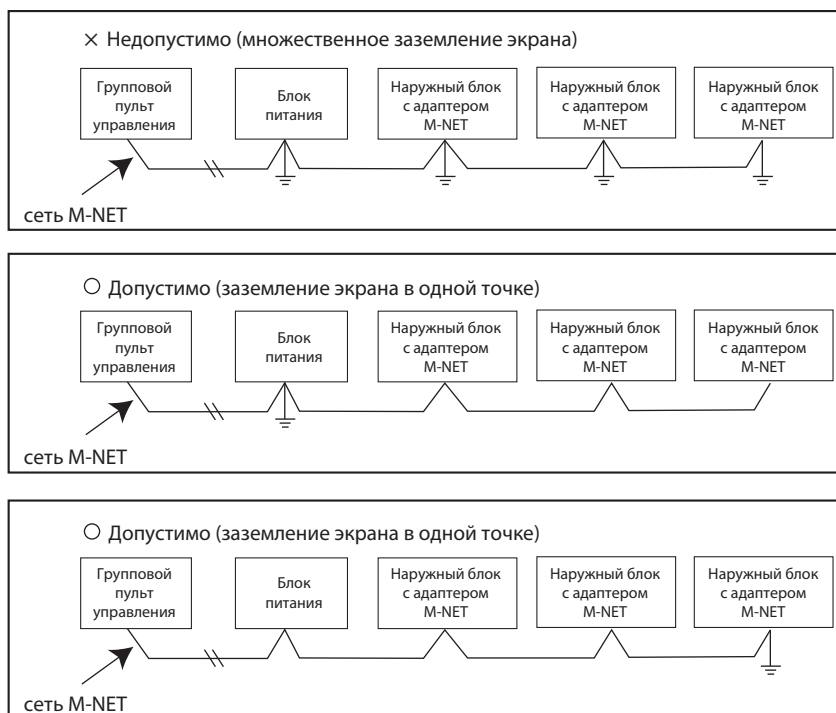 × Недопустимо (множественное заземление экрана)
Групповой
пульт
управления
Блок
питания
Наружный блок
с адаптером
M-NET
Наружный блок
с адаптером
M-NET
Наружный блок
с адаптером
M-NET
сеть M-NET
○ Допустимо (заземление экрана в одной точке)
Групповой
пульт
управления
Блок
питания
Наружный блок
с адаптером
M-NET
Наружный блок
с адаптером
M-NET
Наружный блок
с адаптером
M-NET
сеть M-NET
○ Допустимо (заземление экрана в одной точке)
Групповой
пульт
управления
Блок
питания
Наружный блок
с адаптером
M-NET
Наружный блок
с адаптером
M-NET
Наружный блок
с адаптером
M-NET
сеть M-NET